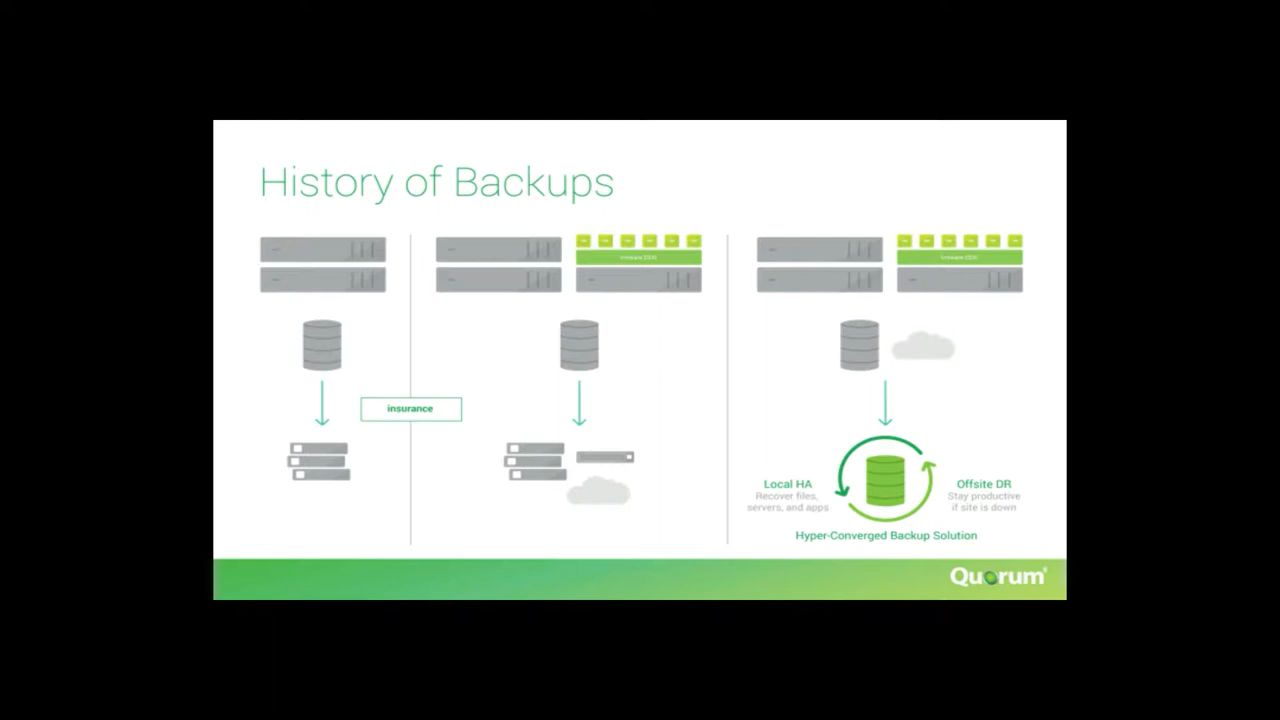 History of Backups
insurance
Local HA
Recover files,
servers, and apps
Offsite DR
Stay productive
if site is down
Hyper-Converged Backup Solution
Quorum